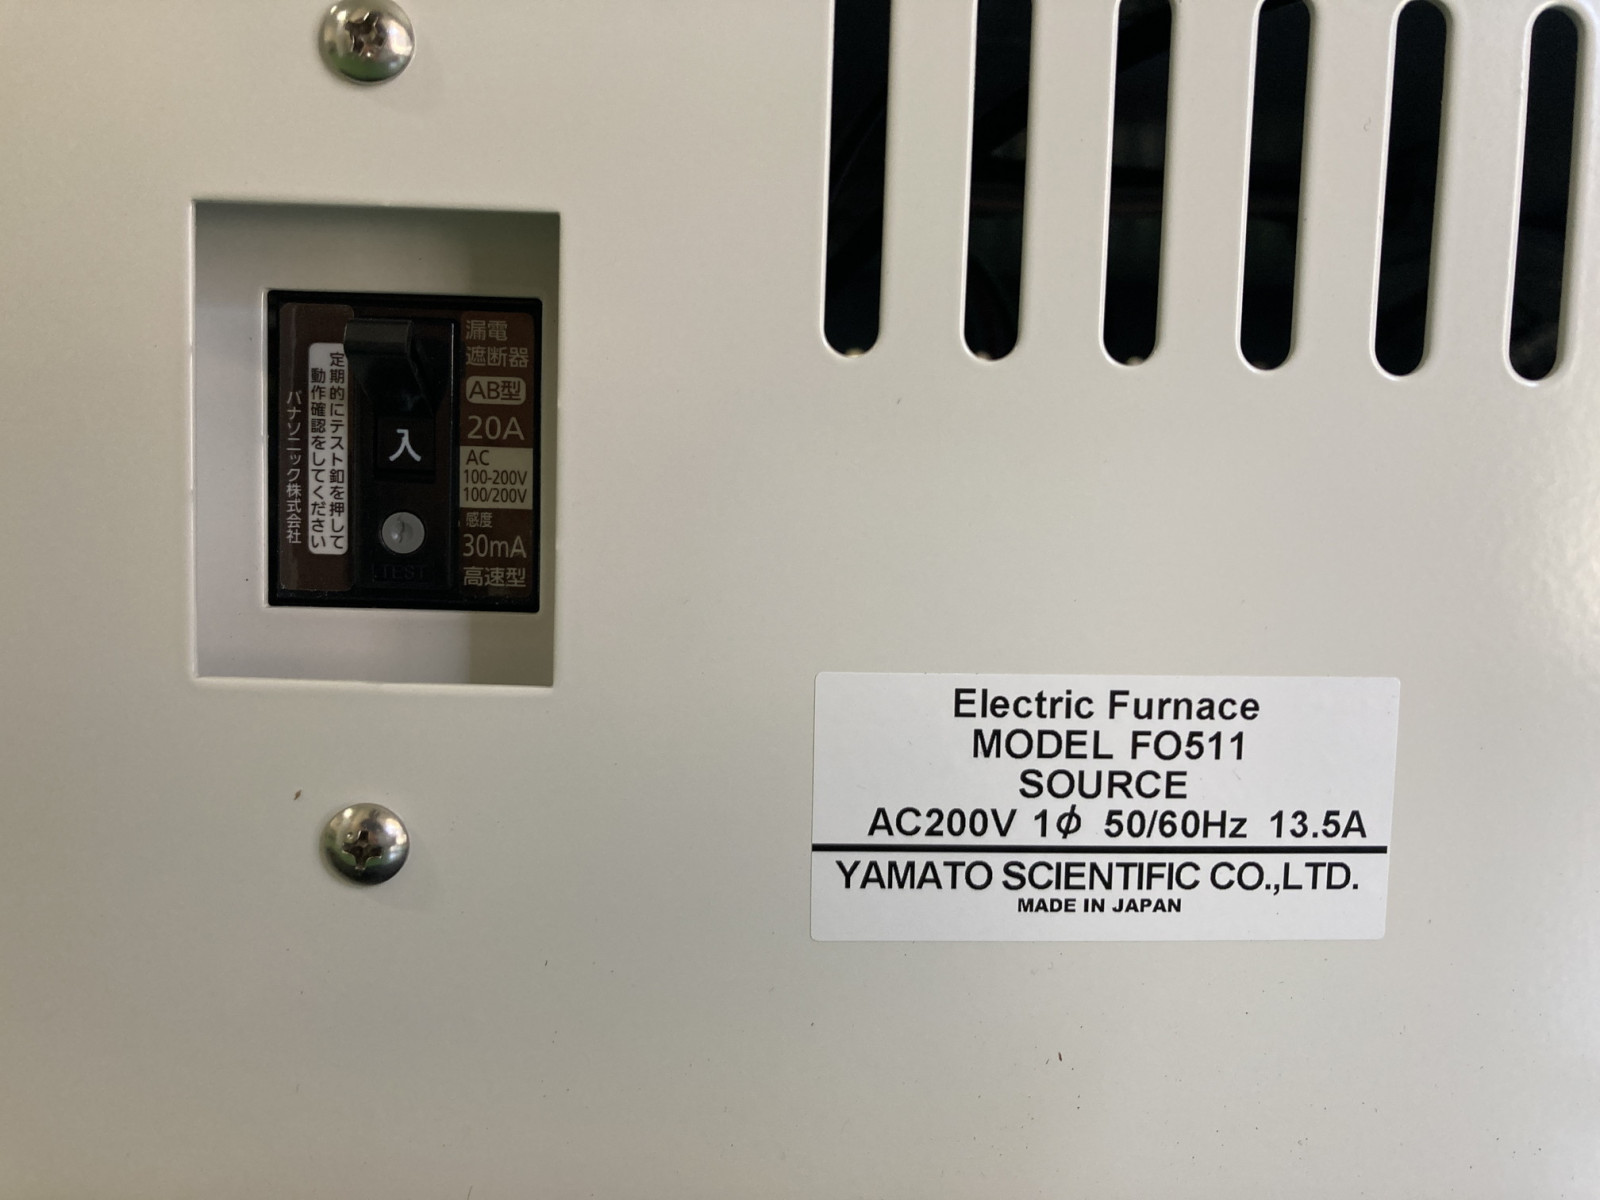 漏電
遮断器
AB型
20A
AC
100-200V
100/200V
感度
30mA
高速型
入
TEST
定期的にテスト釦を押して
動作確認をしてください
パナソニック株式会社
Electric Furnace
MODEL FO511
SOURCE
AC200V 1ϕ 50/60Hz 13.5A
YAMATO SCIENTIFIC CO.,LTD.
MADE IN JAPAN